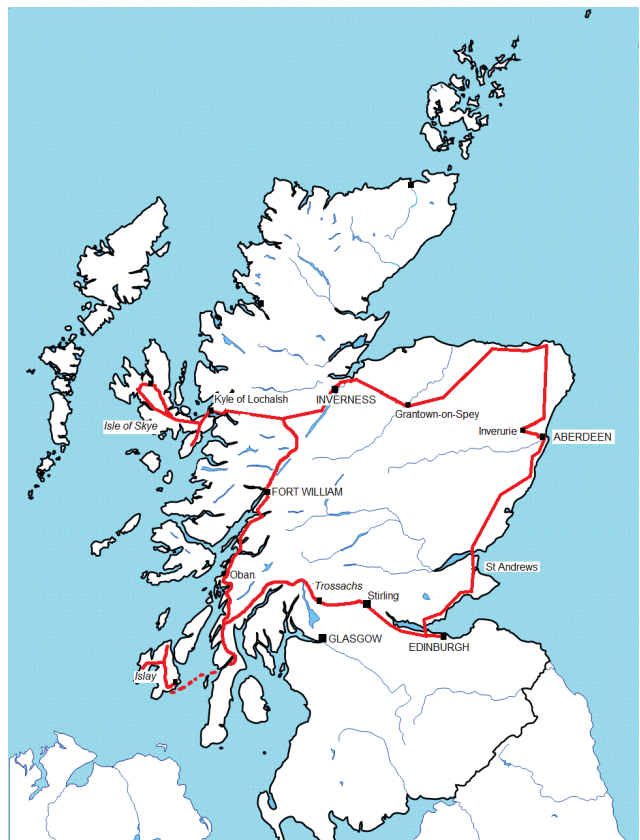 Kyle of Lochalsh
INVERNESS
Grantown-on-Spey
Isle of Skye
Inverurie
ABERDEEN
FORT WILLIAM
St Andrews
Oban
Trossachs
Stirling
GLASGOW
EDINBURGH
Islay